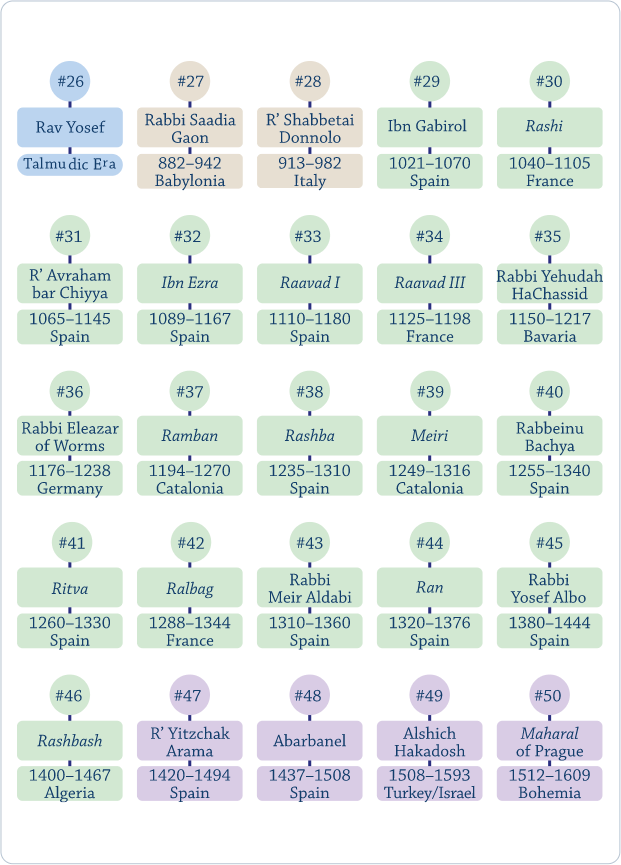 #26
#27
#28
#29
#30
Rav Yosef
Rabbi Saadia
Gaon
R’ Shabbetai
Donnolo
Ibn Gabirol
Rashi
Talmudic Era
882–942
Babylonia
913–982
Italy
1021–1070
Spain
1040–1105
France
#31
#32
#33
#34
#35
R’ Avraham
bar Chiyya
Ibn Ezra
Raavad I
Raavad III
Rabbi Yehudah
HaChassid
1065–1145
Spain
1089–1167
Spain
1110–1180
Spain
1125–1198
France
1150–1217
Bavaria
#36
#37
#38
#39
#40
Rabbi Eleazar
of Worms
Ramban
Rashba
Meiri
Rabbeinu
Bachya
1176–1238
Germany
1194–1270
Catalonia
1235–1310
Spain
1249–1316
Catalonia
1255–1340
Spain
#41
#42
#43
#44
#45
Ritva
Ralbag
Rabbi
Meir Aldabi
Ran
Rabbi
Yosef Albo
1260–1330
Spain
1288–1344
France
1310–1360
Spain
1320–1376
Spain
1380–1444
Spain
#46
#47
#48
#49
#50
Rashbash
R’ Yitzchak
Arama
Abarbanel
Alshich
Hakadosh
Maharal
of Prague
1400–1467
Algeria
1420–1494
Spain
1437–1508
Spain
1508–1593
Turkey/Israel
1512–1609
Bohemia